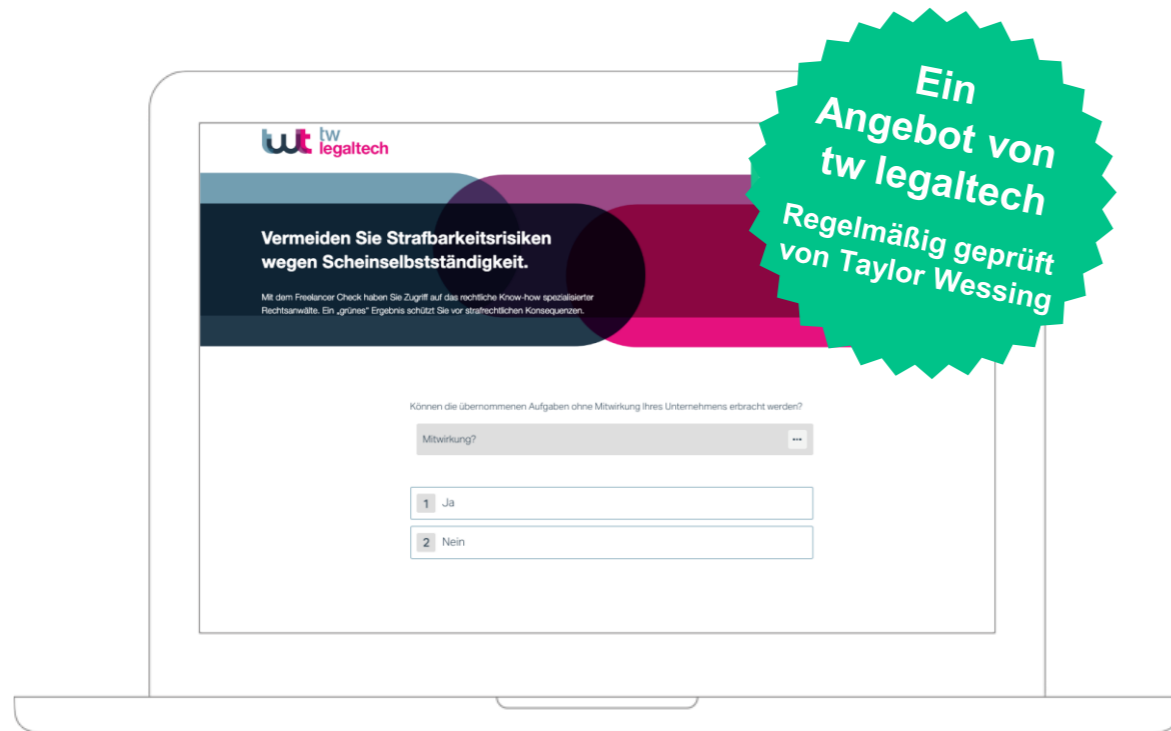 tw
legaltech
Ein
Angebot von
tw legaltech
Regelmäßig geprüft
von Taylor Wessing
Vermeiden Sie Strafbarkeitsrisiken
wegen Scheinselbstständigkeit.
Mit dem Freelancer Check haben Sie Zugriff auf das rechtliche Know-how spezialisierter
Rechtsanwälte. Ein „grünes“ Ergebnis schützt Sie vor strafrechtlichen Konsequenzen.
Können die übernommenen Aufgaben ohne Mitwirkung Ihres Unternehmens erbracht werden?
Mitwirkung?
1 Ja
2 Nein